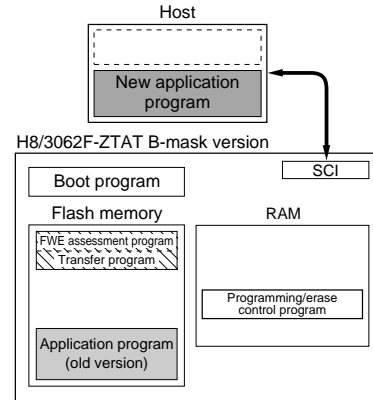 Host
New application
program
H8/3062F-ZTAT B-mask version
SCI
Boot program
Flash memory
RAM
FWE assessment program
Transfer program
Programming/erase
control program
Application program
(old version)